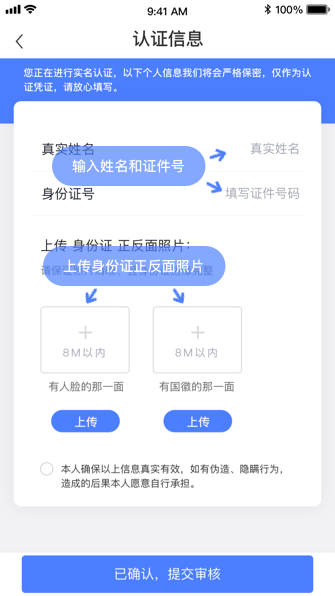 9:41 AM
100%
认证信息
您正在进行实名认证，以下个人信息我们将会严格保密，仅作为认
证凭证，请放心填写。
真实姓名
真实姓名
输入姓名和证件号
身份证号
填写证件号码
上传 身份证 正反面照片：
上传身份证正反面照片
8M以内
8M以内
有人脸的那一面
有国徽的那一面
上传
上传
本人确保以上信息真实有效，如有伪造、隐瞒行为，
造成的后果本人愿意自行承担。
已确认，提交审核